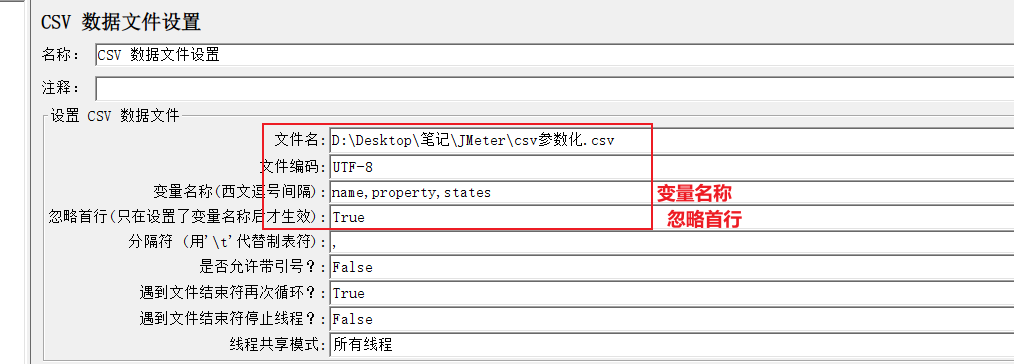 CSV 数据文件设置
名称: CSV 数据文件设置
注释:
设置 CSV 数据文件
文件名: D:\Desktop\笔记\JMeter\csv参数化.csv
文件编码: UTF-8
变量名称(西文逗号间隔): name,property,states 变量名称
忽略首行(只在设置了变量名称后才生效): True 忽略首行
分隔符 (用'\t'代替制表符): ,
是否允许带引号?: False
遇到文件结束符再次循环?: True
遇到文件结束符停止线程?: False
线程共享模式: 所有线程